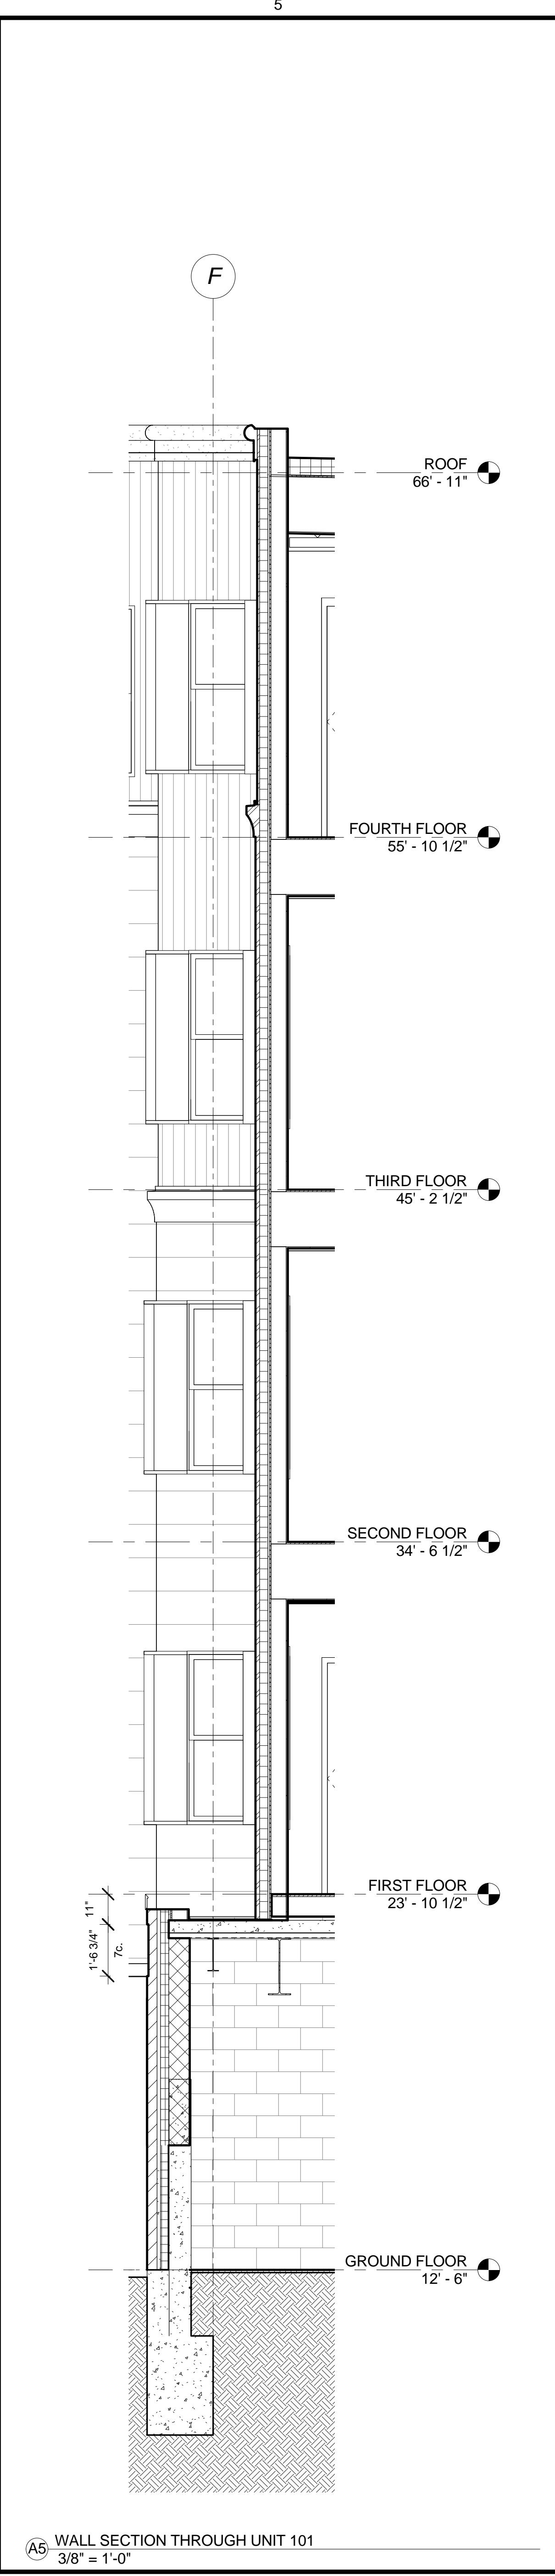 5
F
ROOF
66' - 11"
FOURTH FLOOR
55' - 10 1/2"
THIRD FLOOR
45' - 2 1/2"
SECOND FLOOR
34' - 6 1/2"
FIRST FLOOR
23' - 10 1/2"
11"
1'-6 3/4"
7c.
GROUND FLOOR
12' - 6"
A5
WALL SECTION THROUGH UNIT 101
3/8" = 1'-0"